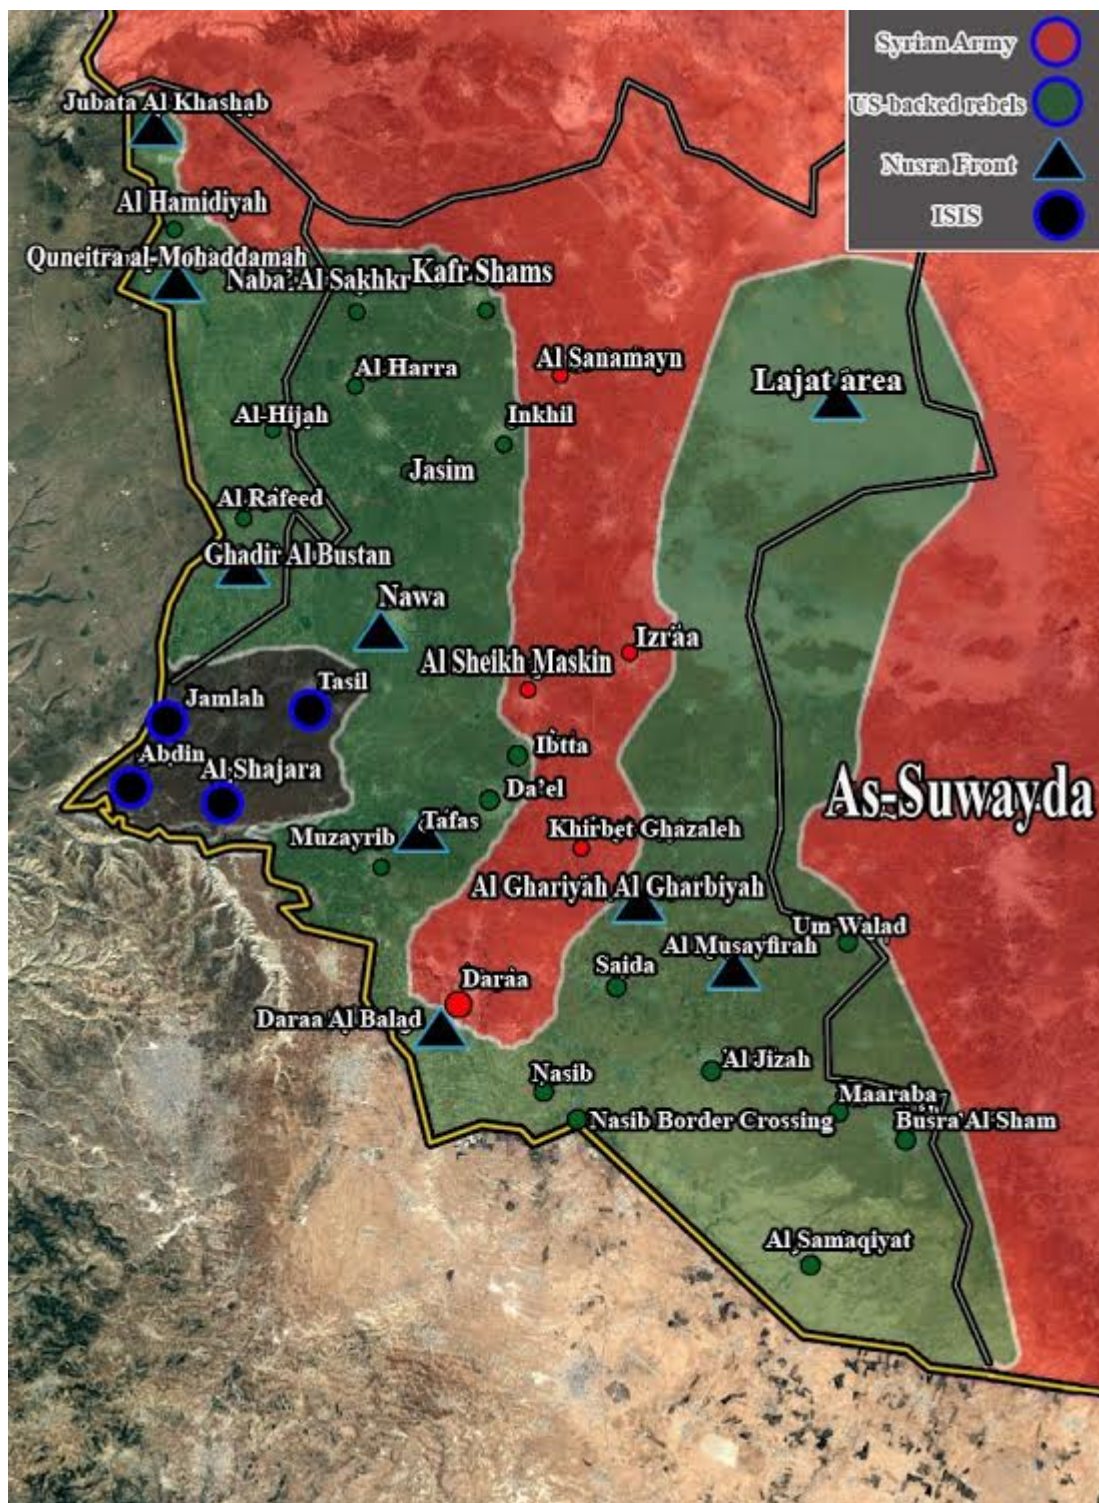 Syrian Army
US-backed rebels
Nusra Front
ISIS
Jubata Al Khashab
Al Hamidiyah
Quneitra al-Mohaddamah
Naba' Al Sakhkr
Kafr Shams
Al Harra
Al Sanamayn
Lajat area
Al-Hijah
Inkhil
Jasim
Al Rafeed
Ghadir Al Bustan
Nawa
Izraa
Al Sheikh Maskin
Tasil
Jamlah
Ibtta
Abdin
Al Shajara
Da'el
As-Suwayda
Tafas
Muzayrib
Khirbet Ghazaleh
Al Ghariyah Al Gharbiyah
Um Walad
Al Musayfirah
Saida
Daraa
Daraa Al Balad
Al Jizah
Nasib
Maaraba
Nasib Border Crossing
Busra Al Sham
Al Samaqiyat